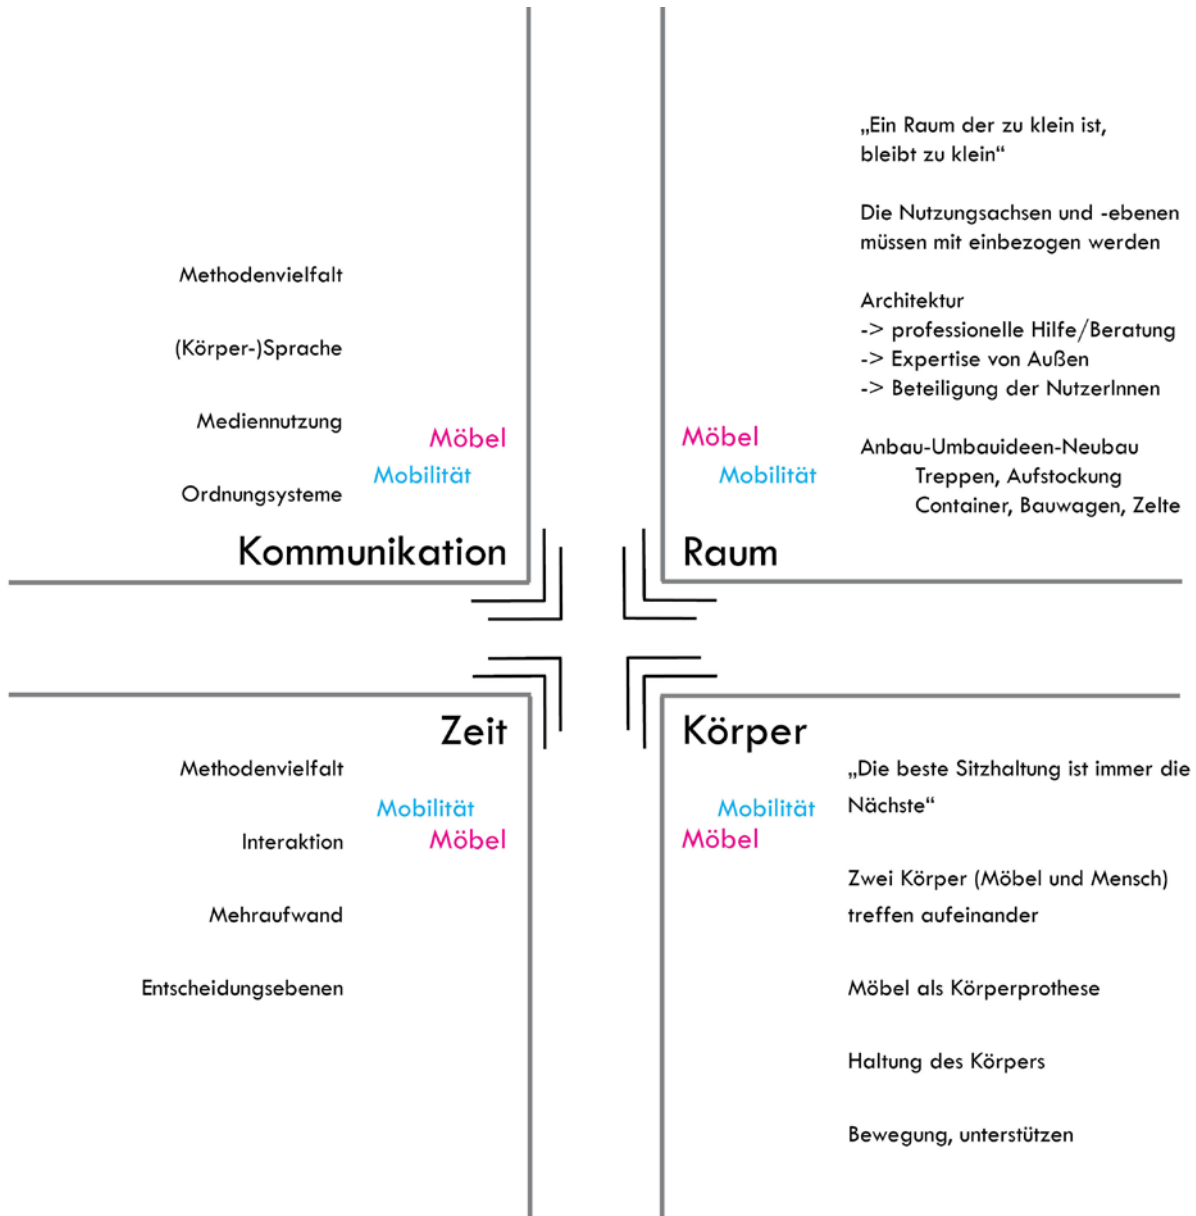 Methodenvielfalt
(Körper-)Sprache
Mediennutzung
Möbel
Mobilität
Ordnungsysteme
Kommunikation
„Ein Raum der zu klein ist,
bleibt zu klein“
Die Nutzungsachsen und -ebenen
müssen mit einbezogen werden
Architektur
-> professionelle Hilfe/Beratung
-> Expertise von Außen
-> Beteiligung der NutzerInnen
Anbau-Umbauideen-Neubau
Treppen, Aufstockung
Container, Bauwagen, Zelte
Möbel
Mobilität
Raum
Zeit
Methodenvielfalt
Mobilität
Möbel
Interaktion
Mehraufwand
Entscheidungsebenen
Körper
Mobilität
Möbel
„Die beste Sitzhaltung ist immer die
Nächste“
Zwei Körper (Möbel und Mensch)
treffen aufeinander
Möbel als Körperprothese
Haltung des Körpers
Bewegung, unterstützen